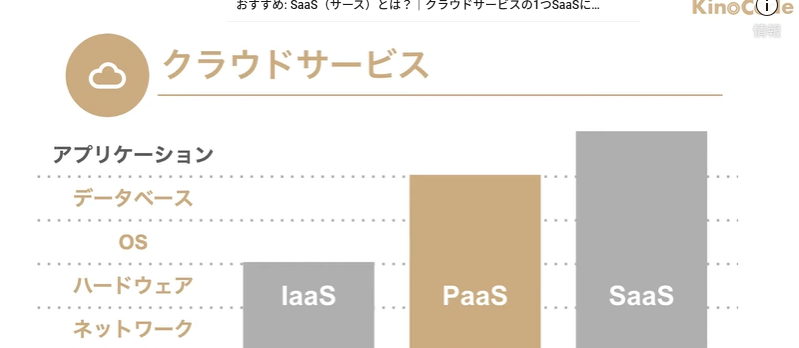 おすすめ: SaaS（サース）とは？｜クラウドサービスの1つSaaSに...
情報
クラウドサービス
アプリケーション
データベース
OS
ハードウェア
ネットワーク
IaaS
PaaS
SaaS